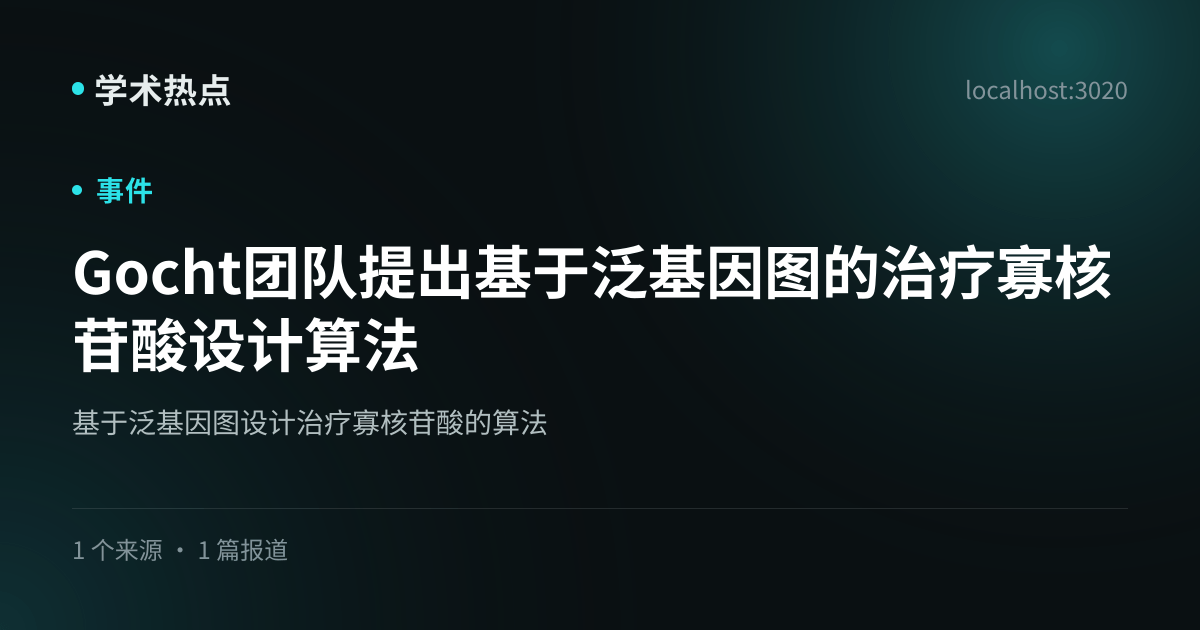 学术热点
localhost:3020
事件
Gocht团队提出基于泛基因图的治疗寡核
苷酸设计算法
基于泛基因图设计治疗寡核苷酸的算法
1 个来源 · 1 篇报道